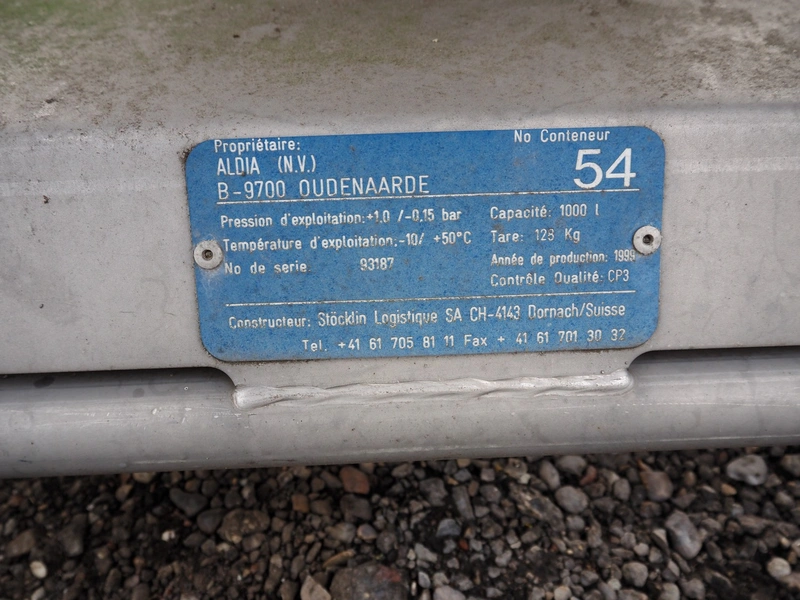 Propriétaire: No Conteneur
ALDIA (N.V.) 54
B-9700 OUDENAARDE
Pression d'exploitation:+1,0 /-0,15 bar Capacité: 1000 l
Température d'exploitation:-10/ +50°C Tare: 128 Kg
No de serie 93187 Année de production: 1999
Contrôle Qualité: CP3
Constructeur: Stöcklin Logistique SA CH-4143 Dornach/Suisse
Tel. +41 61 705 81 11 Fax + 41 61 701 30 32